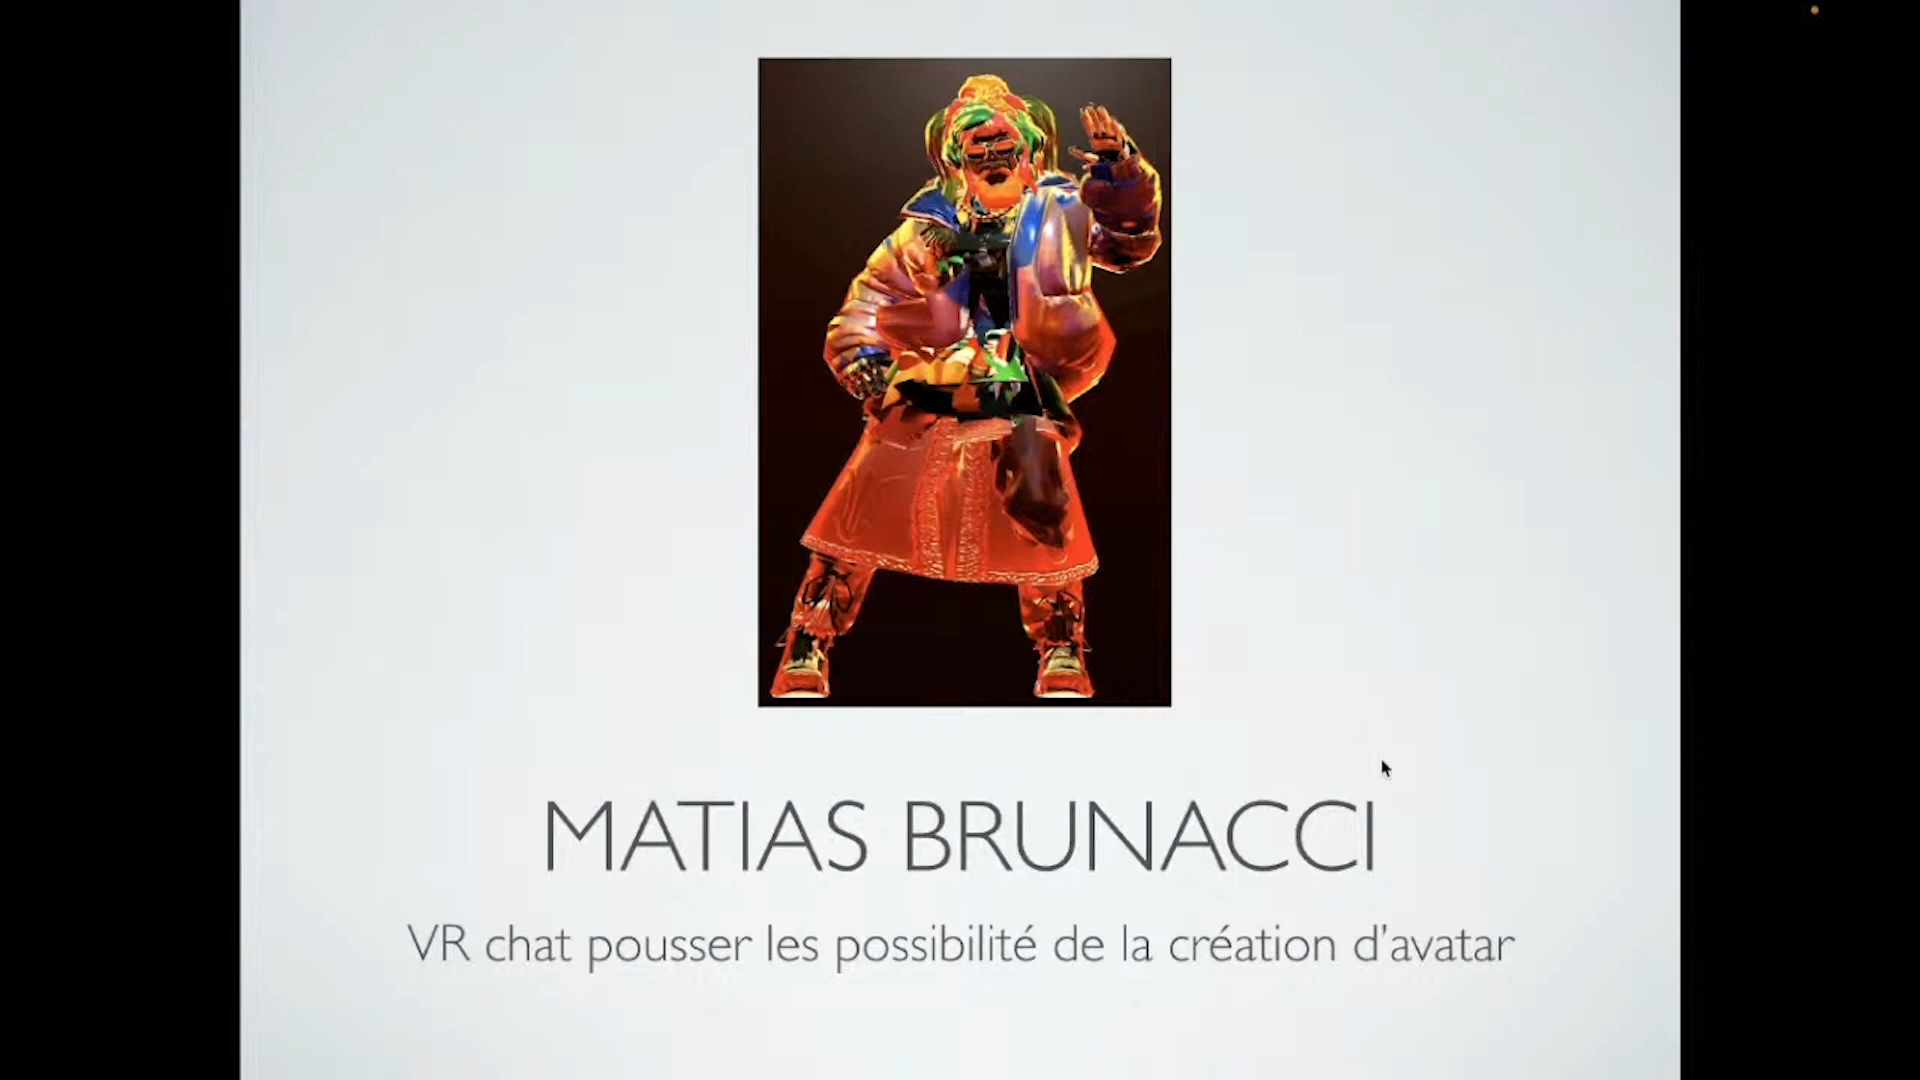 MATIAS BRUNACCI
VR chat pousser les possibilité de la création d'avatar